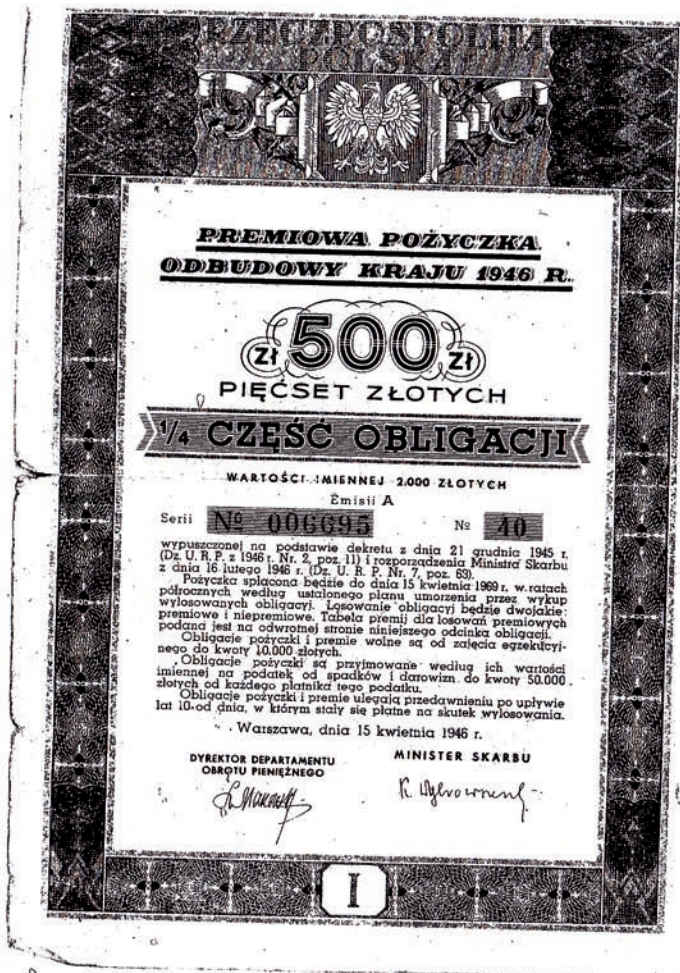 RZECZPOSPOLITA
POLSKA
PREMIOWA POŻYCZKA
ODBUDOWY KRAJU 1946 R.
Zł 500 Zł
PIĘĆSET ZŁOTYCH
1/4 CZĘŚĆ OBLIGACJI
WARTOŚCI IMIENNEJ 2.000 ZŁOTYCH
Emisji A
Serii № 006695 № 40
wypuszczonej na podstawie dekretu z dnia 21 grudnia 1945 r.
(Dz. U. R. P. z 1946 r. Nr. 2, poz. 11) i rozporządzenia Ministra Skarbu
z dnia 16 lutego 1946 r. (Dz. U. R. P. Nr. 7, poz. 63).
Pożyczka spłacona będzie do dnia 15 kwietnia 1969 r. w ratach
półrocznych według ustalonego planu umorzenia przez wykup
wylosowanych obligacyj. Losowanie obligacyj będzie dwojakie:
premiowe i niepremiowe. Tabela premij dla losowań premiowych
podana jest na odwrotnej stronie niniejszego odcinka obligacji.
Obligacje pożyczki i premie wolne są od zajęcia egzekucyj-
nego do kwoty 10.000 złotych.
Obligacje pożyczki są przyjmowane według ich wartości
imiennej na podatek od spadków i darowizn do kwoty 50.000
złotych od każdego płatnika tego podatku.
Obligacje pożyczki i premie ulegają przedawnieniu po upływie
lat 10 od dnia, w którym stały się płatne na skutek wylosowania.
Warszawa, dnia 15 kwietnia 1946 r.
DYREKTOR DEPARTAMENTU
OBROTU PIENIĘŻNEGO
MINISTER SKARBU
I